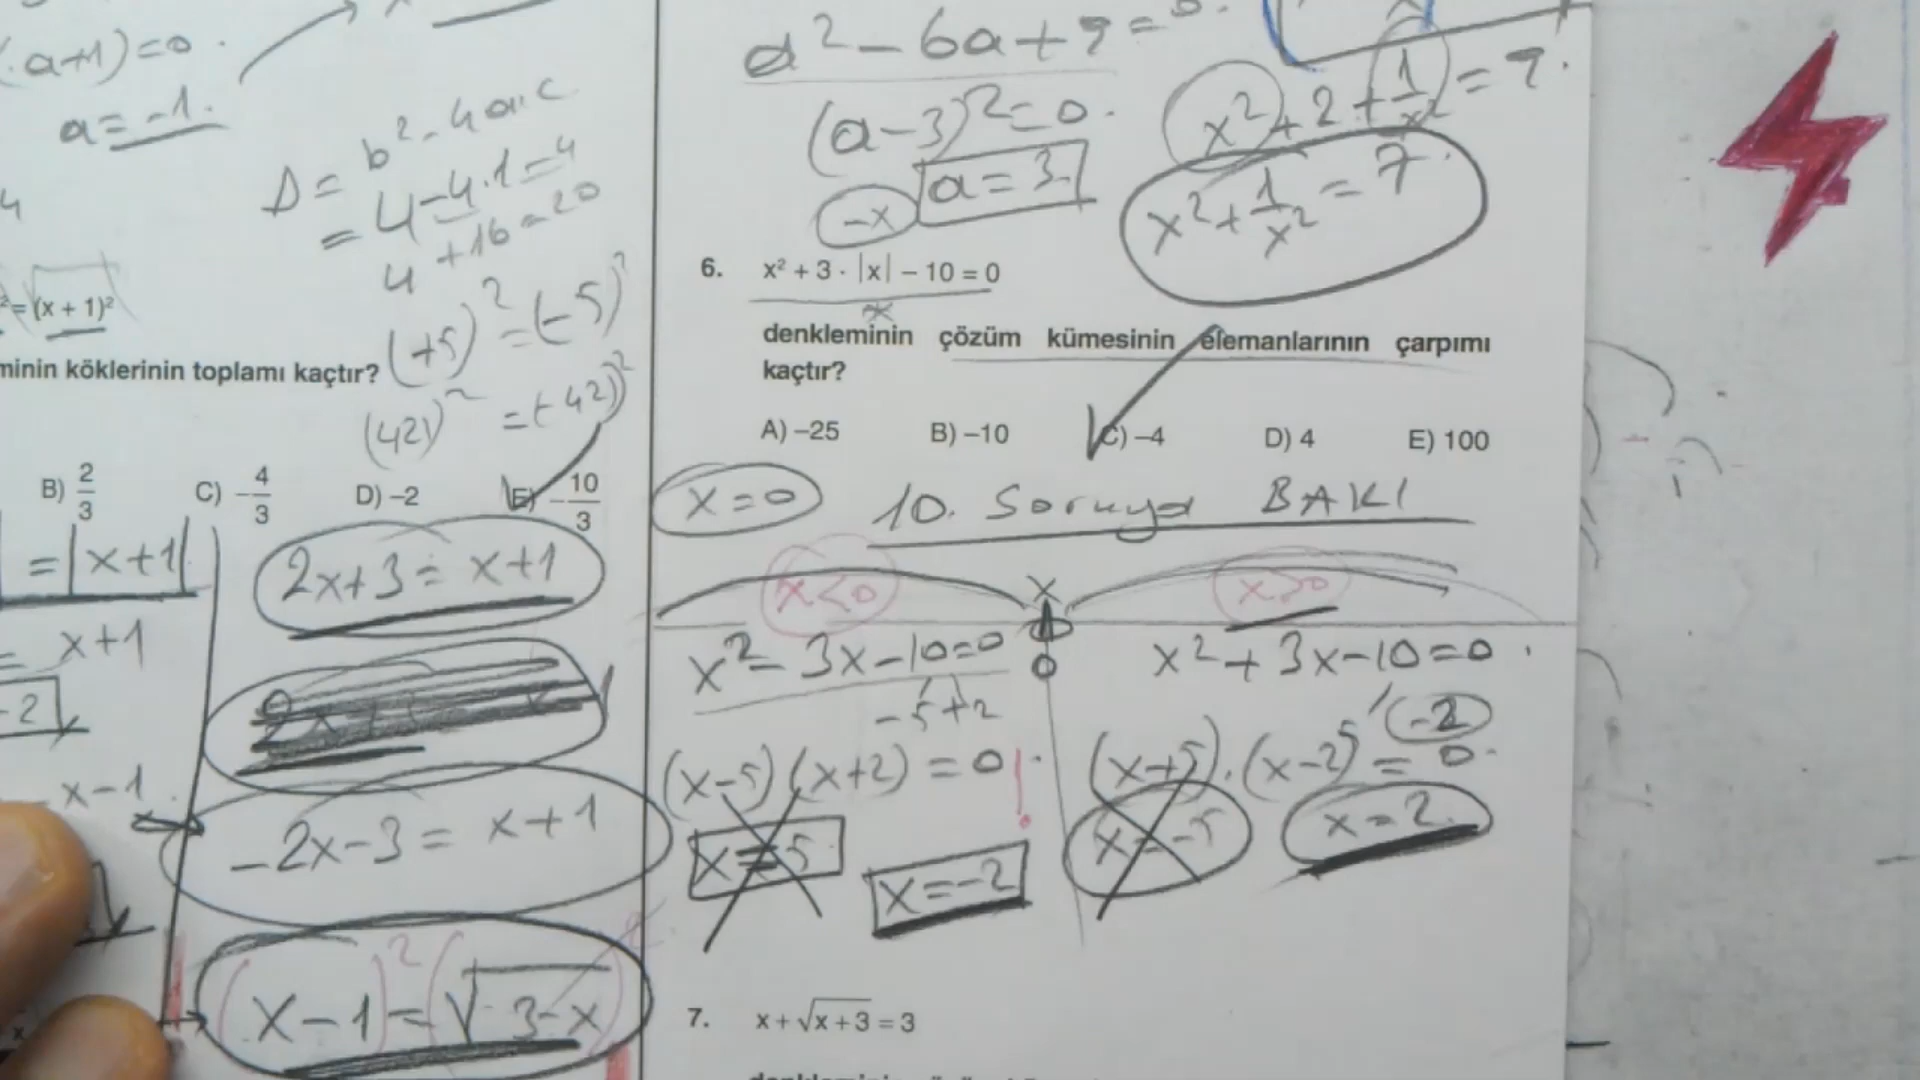 a+1)=0
a=-1.
Δ= b²-4a.c
= 4-4.1=4
4 +16=20
=(x + 1)²
minin köklerinin toplamı kaçtır?
(+5)²=(-5)²
(42)² =(-42)²
B) 2/3 C) -4/3 D) -2 E) -10/3
=|x+1|
2x+3= x+1
= x+1
x-1
-2x-3= x+1
(x-1)²=(√3-x)²
a²-6a+9=0.
(a-3)²=0.
a=3
-x
x²+2+1/x²=9.
x²+1/x²=7.
6. x² + 3 · |x| – 10 = 0
denkleminin çözüm kümesinin elemanlarının çarpımı
kaçtır?
A) –25 B) –10 C) –4 D) 4 E) 100
x=0 10. Soruya BAK!
x<0 x x>0
x²-3x-10=0 0 x²+3x-10=0.
-5+2 5 -2
(x-5)(x+2)=0!. (x+5).(x-2)=0.
x=5 x=-2 x=-5 x=2.
7. x + √x + 3 = 3